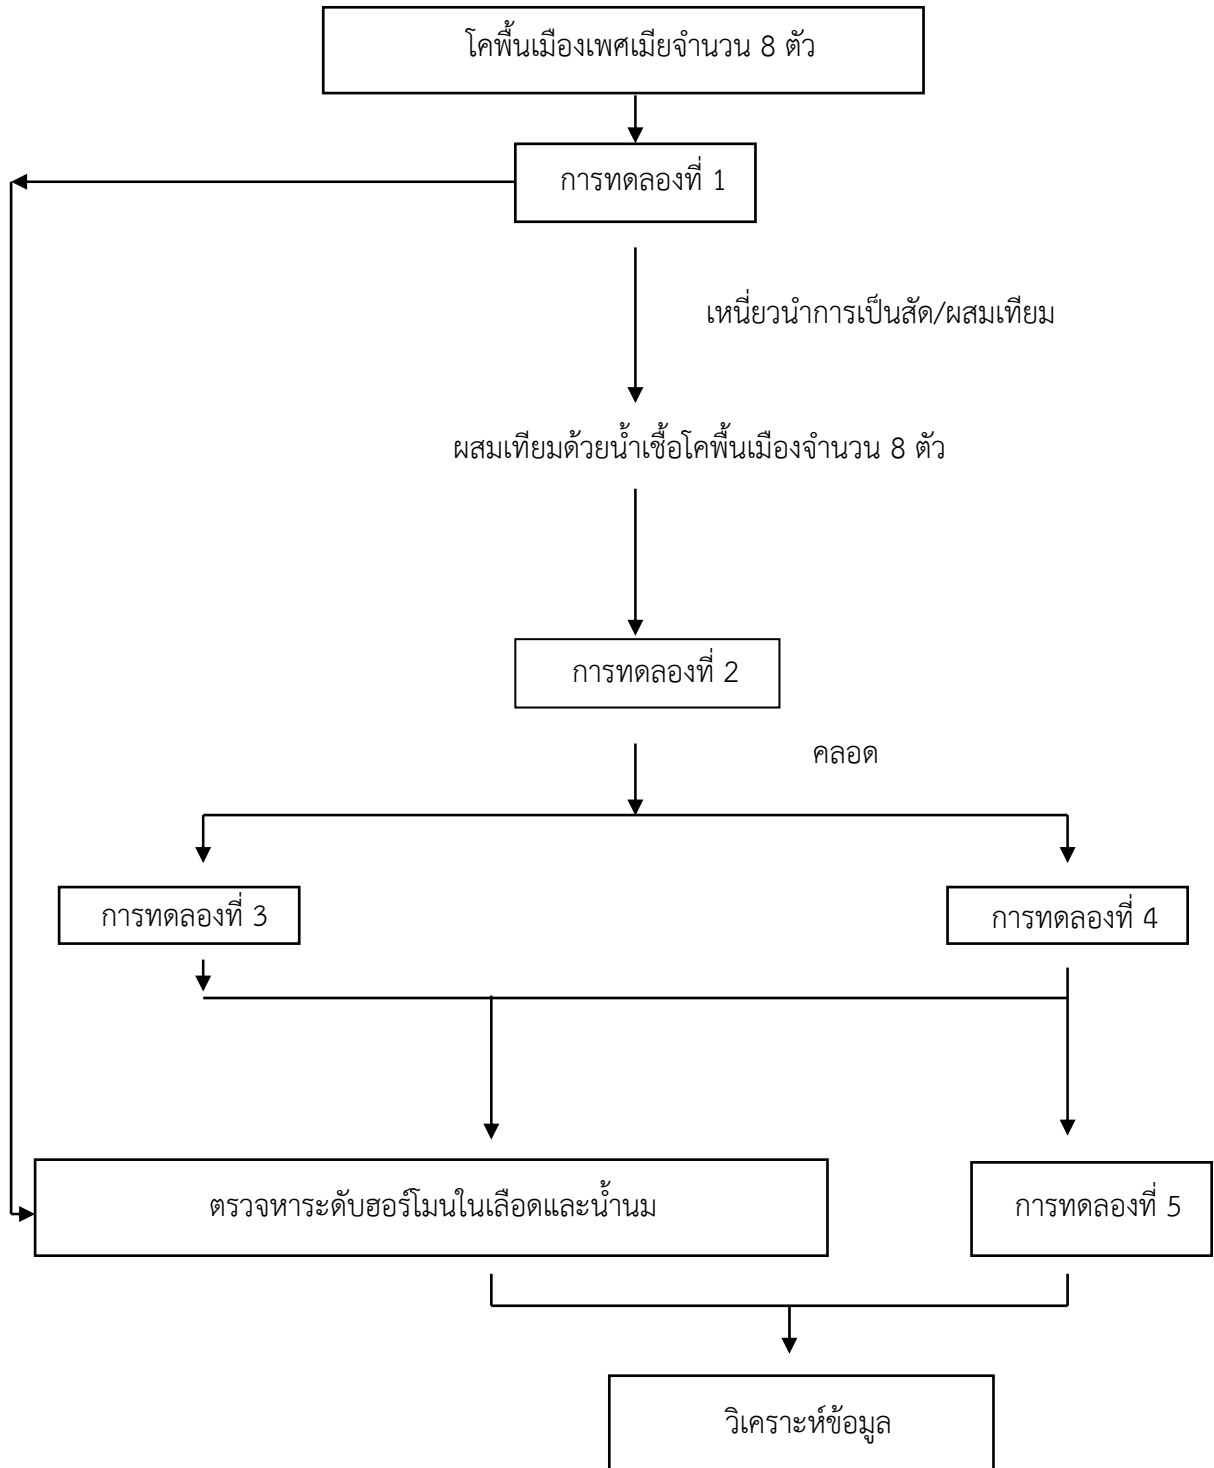 โคพื้นเมืองเพศเมียจำนวน 8 ตัว
การทดลองที่ 1
เหนี่ยวนำการเป็นสัด/ผสมเทียม
ผสมเทียมด้วยน้ำเชื้อโคพื้นเมืองจำนวน 8 ตัว
การทดลองที่ 2
คลอด
การทดลองที่ 3
การทดลองที่ 4
ตรวจหาระดับฮอร์โมนในเลือดและน้ำนม
การทดลองที่ 5
วิเคราะห์ข้อมูล